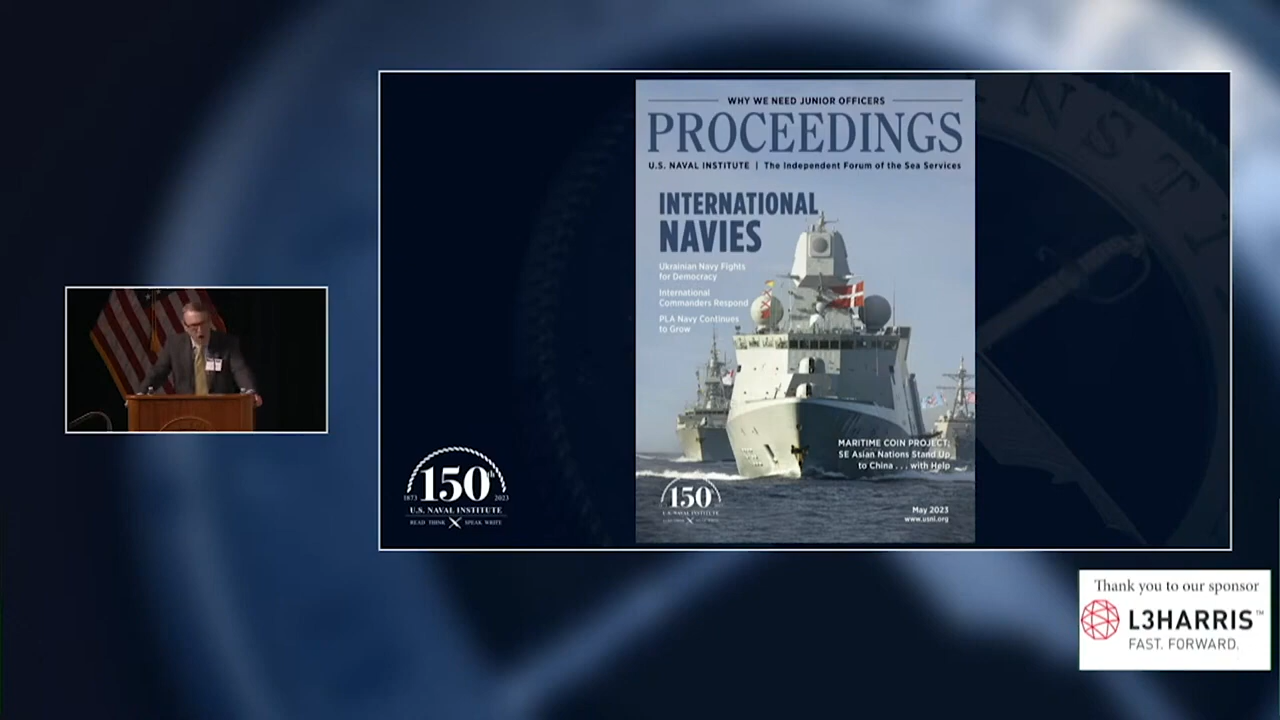 WHY WE NEED JUNIOR OFFICERS
PROCEEDINGS
U.S. NAVAL INSTITUTE | The Independent Forum of the Sea Services
INTERNATIONAL
NAVIES
Ukrainian Navy Fights
for Democracy
International
Commanders Respond
PLA Navy Continues
to Grow
MARITIME COIN PROJECT:
SE Asian Nations Stand Up
to China . . . with Help
150
May 2023
www.usni.org
150th
1873 2023
U.S. NAVAL INSTITUTE
READ THINK SPEAK WRITE
Thank you to our sponsor
L3HARRIS™
FAST. FORWARD.